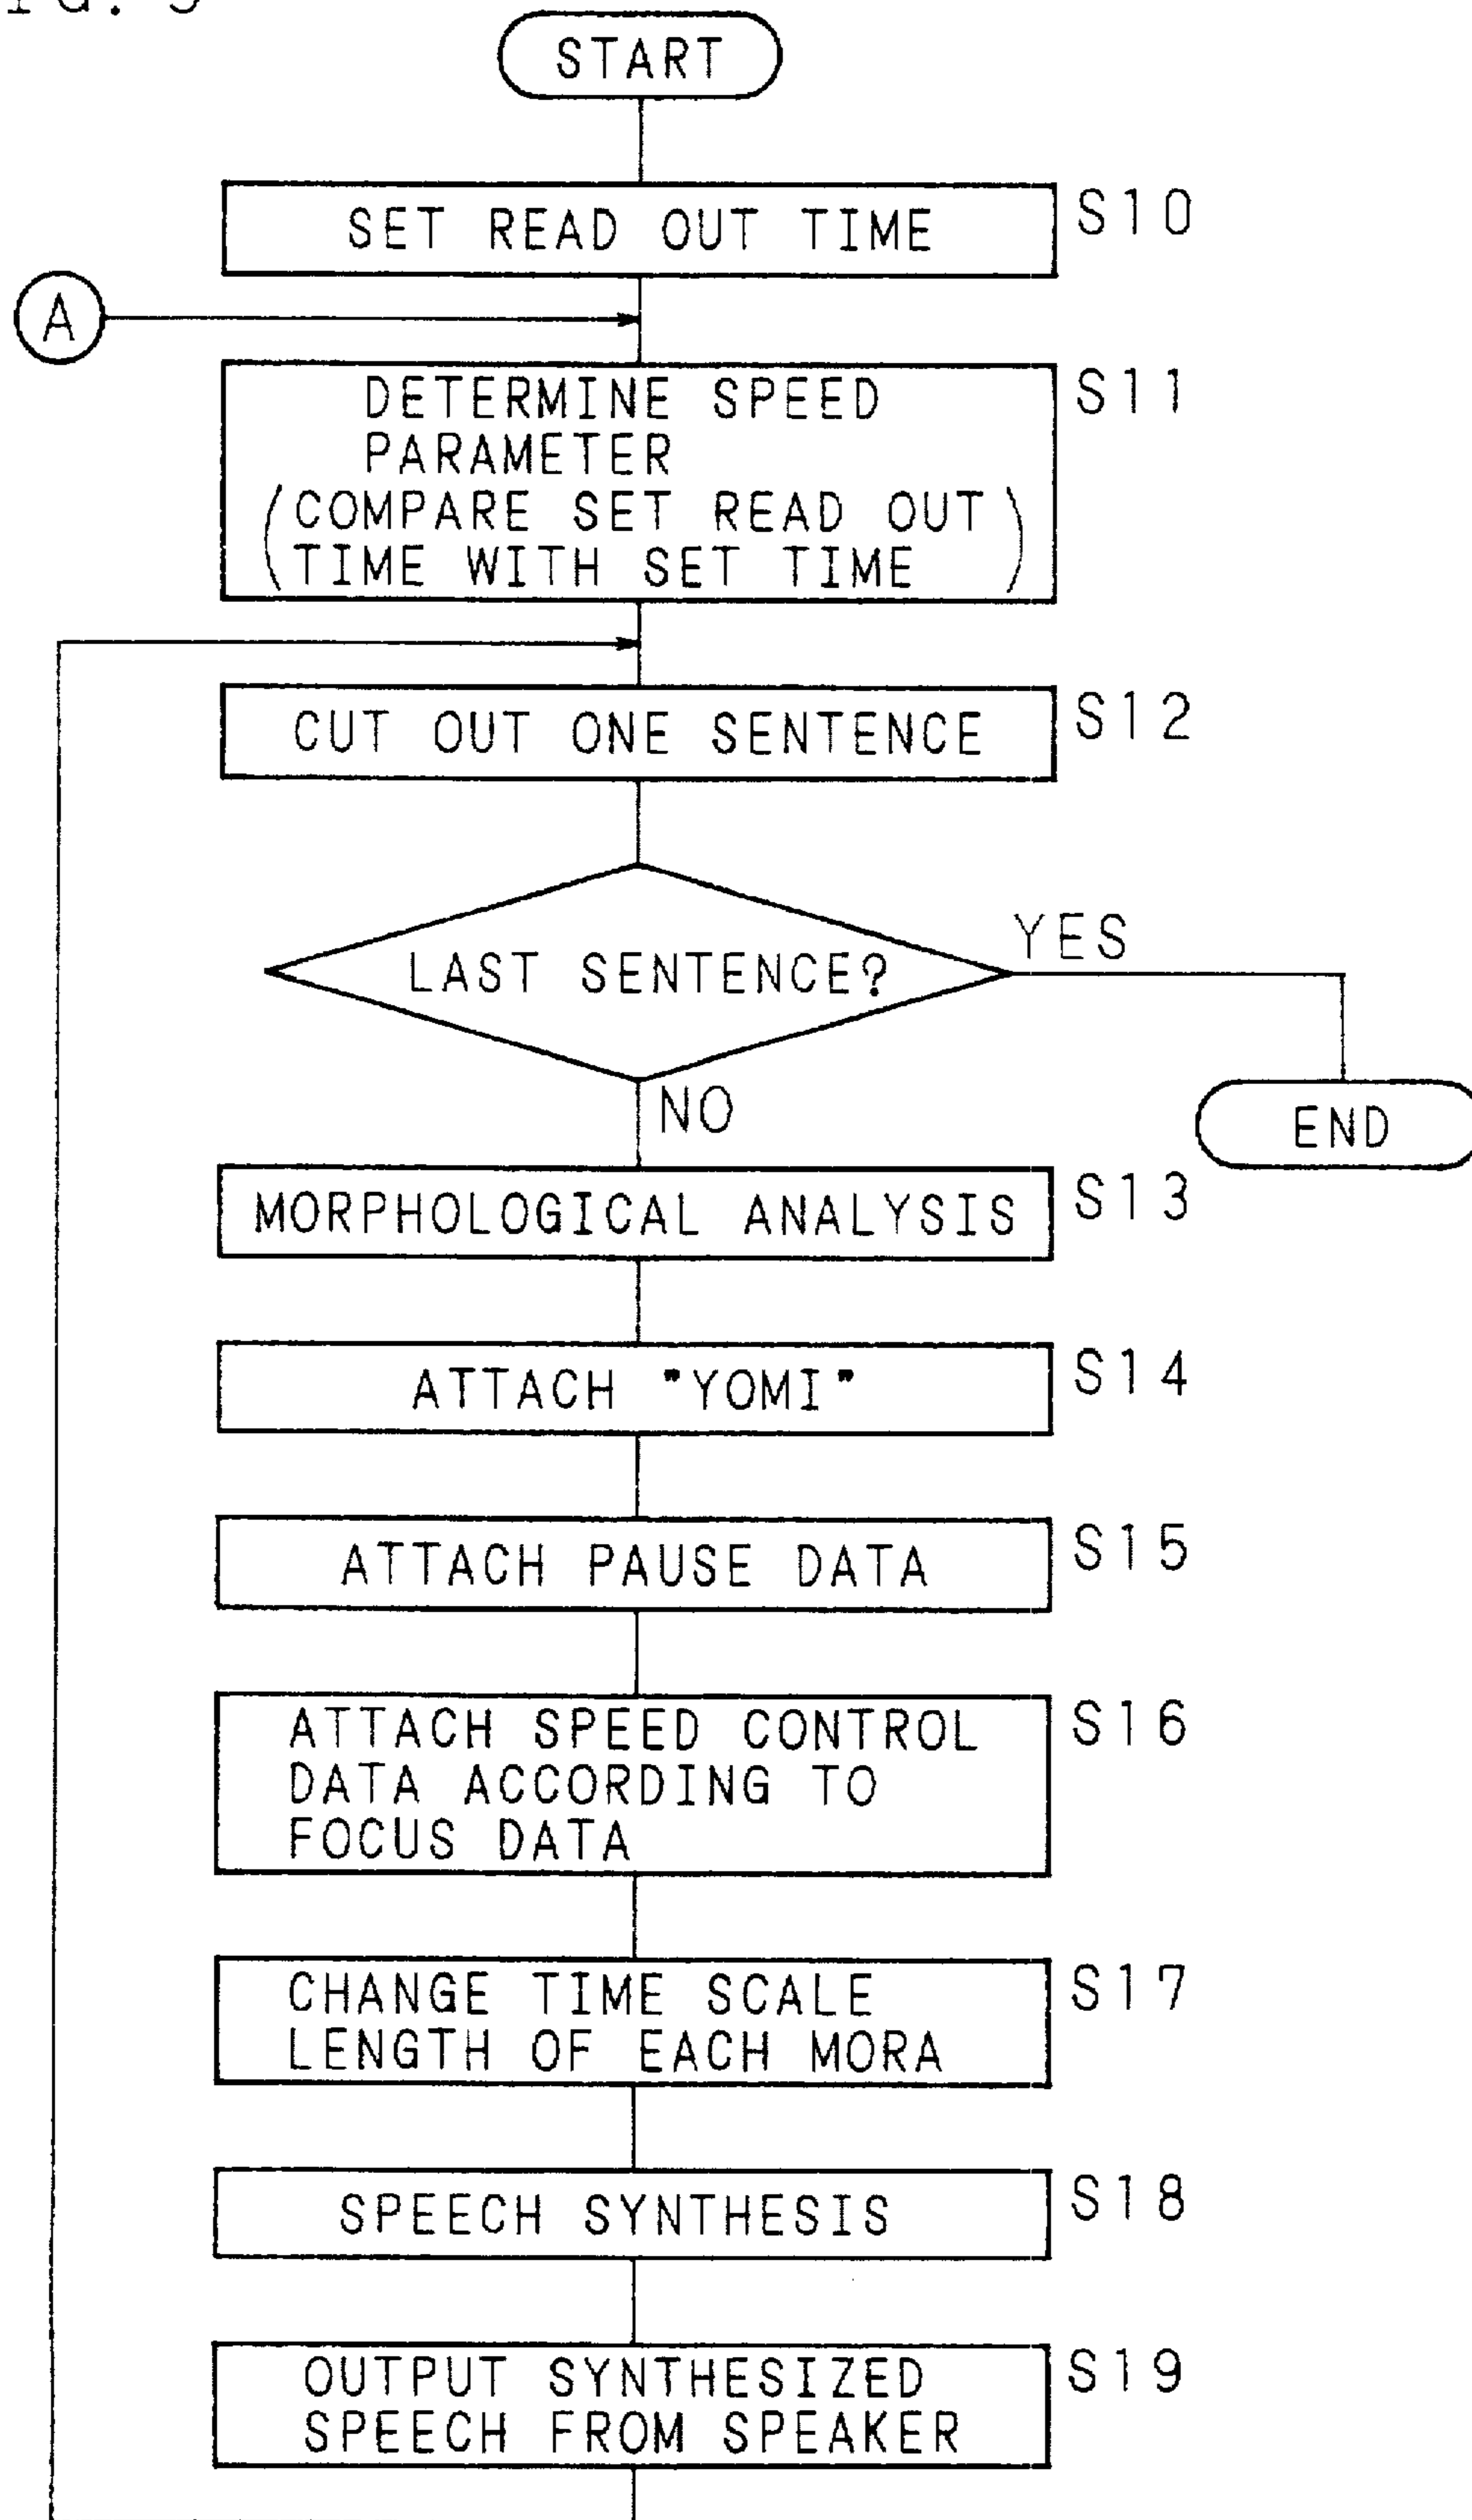 START
SET READ OUT TIME
S10
A
DETERMINE SPEED
PARAMETER
(COMPARE SET READ OUT
TIME WITH SET TIME)
S11
CUT OUT ONE SENTENCE
S12
LAST SENTENCE?
YES
NO
END
MORPHOLOGICAL ANALYSIS
S13
ATTACH "YOMI"
S14
ATTACH PAUSE DATA
S15
ATTACH SPEED CONTROL
DATA ACCORDING TO
FOCUS DATA
S16
CHANGE TIME SCALE
LENGTH OF EACH MORA
S17
SPEECH SYNTHESIS
S18
OUTPUT SYNTHESIZED
SPEECH FROM SPEAKER
S19